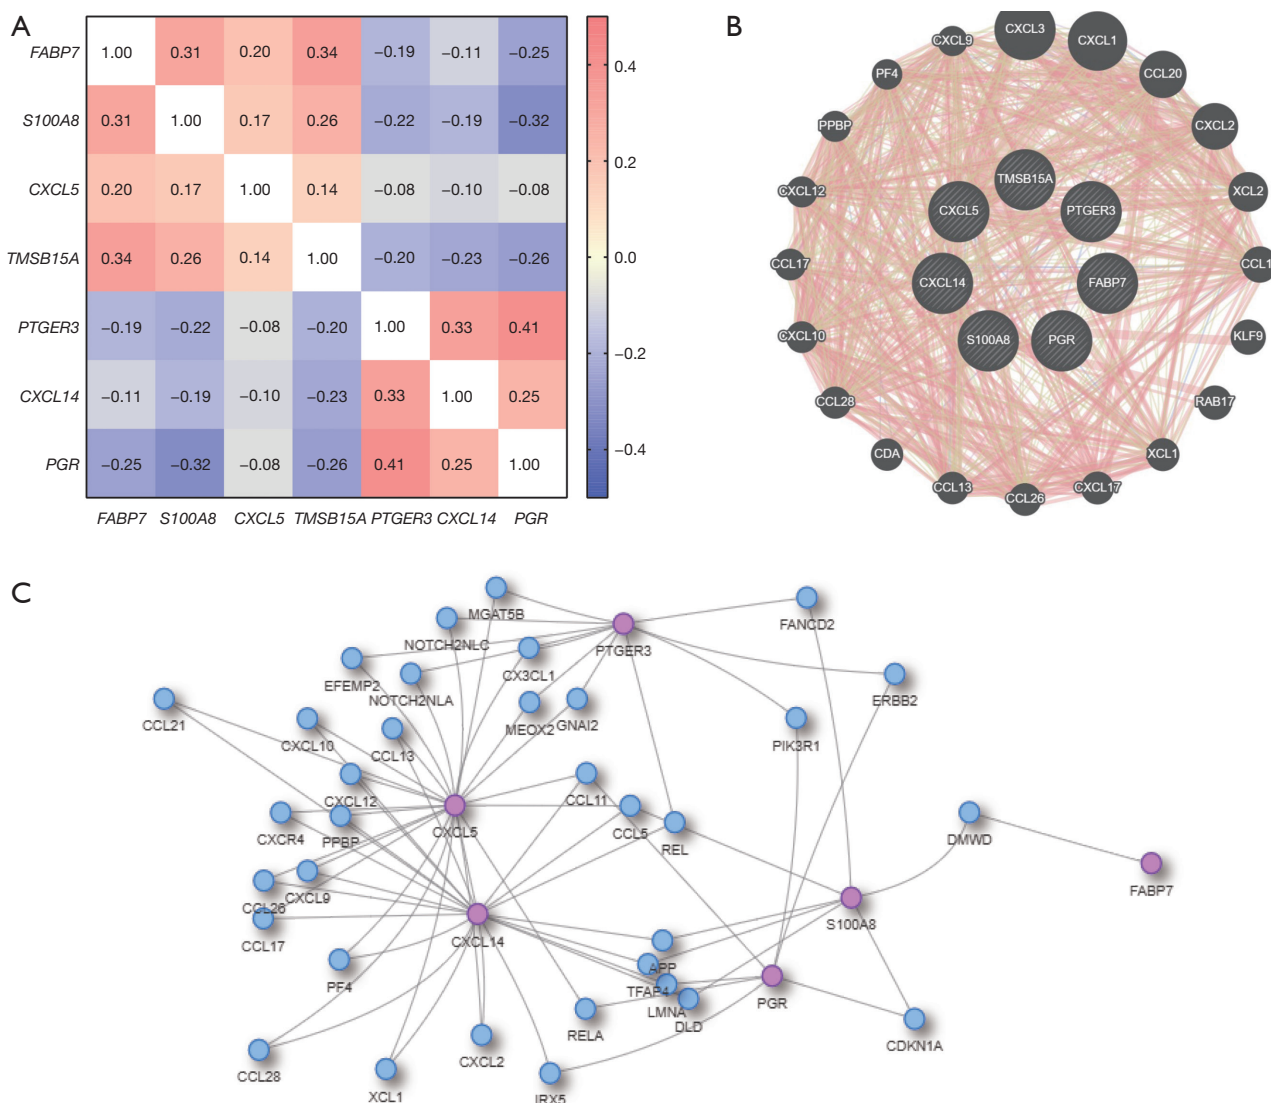 A
FABP7 1.00 0.31 0.20 0.34 −0.19 −0.11 −0.25
S100A8 0.31 1.00 0.17 0.26 −0.22 −0.19 −0.32
CXCL5 0.20 0.17 1.00 0.14 −0.08 −0.10 −0.08
TMSB15A 0.34 0.26 0.14 1.00 −0.20 −0.23 −0.26
PTGER3 −0.19 −0.22 −0.08 −0.20 1.00 0.33 0.41
CXCL14 −0.11 −0.19 −0.10 −0.23 0.33 1.00 0.25
PGR −0.25 −0.32 −0.08 −0.26 0.41 0.25 1.00
FABP7 S100A8 CXCL5 TMSB15A PTGER3 CXCL14 PGR
0.4
0.2
0.0
−0.2
−0.4
B
CXCL3
CXCL1
CXCL9
CCL20
PF4
CXCL2
PPBP
TMSB15A
XCL2
CXCL12
CXCL5
PTGER3
CCL17
CXCL14
FABP7
CCL1
CXCL10
S100A8
PGR
KLF9
CCL28
RAB17
CDA
XCL1
CCL13
CXCL17
CCL26
C
MGAT5B
FANCD2
NOTCH2NLC
PTGER3
EFEMP2
CX3CL1
NOTCH2NLA
ERBB2
CCL21
MEOX2
GNAI2
CXCL10
CCL13
PIK3R1
CXCL12
CCL11
CXCR4
PPBP
CXCL5
CCL5
REL
DMWD
FABP7
CXCL9
CCL26
CCL17
CXCL14
S100A8
APP
PF4
TFAP4
LMNA
PGR
DLD
RELA
CXCL2
CDKN1A
CCL28
XCL1
IRX5